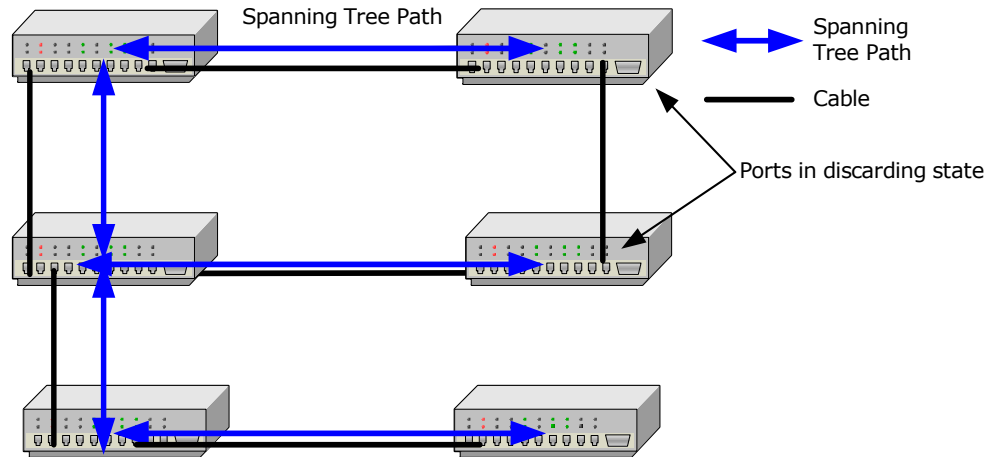 Spanning Tree Path
Spanning
Tree Path
Cable
Ports in discarding state